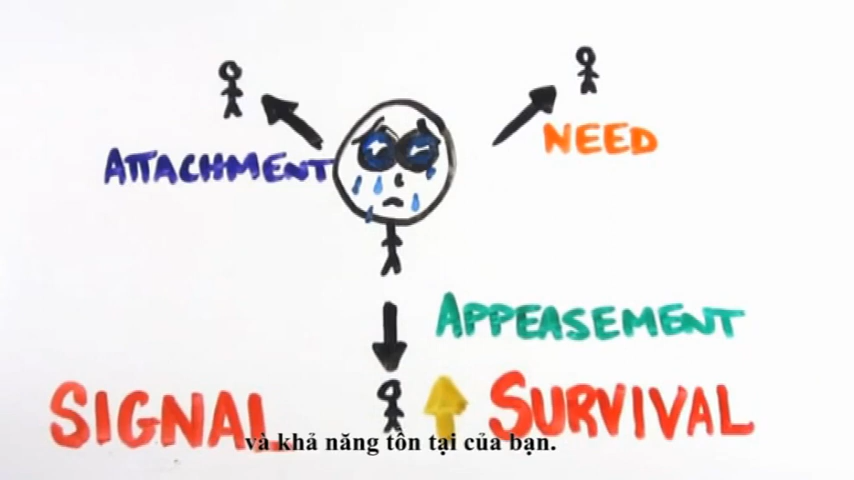 ATTACHMENT
NEED
APPEASEMENT
SIGNAL
SURVIVAL
và khả năng tồn tại của bạn.